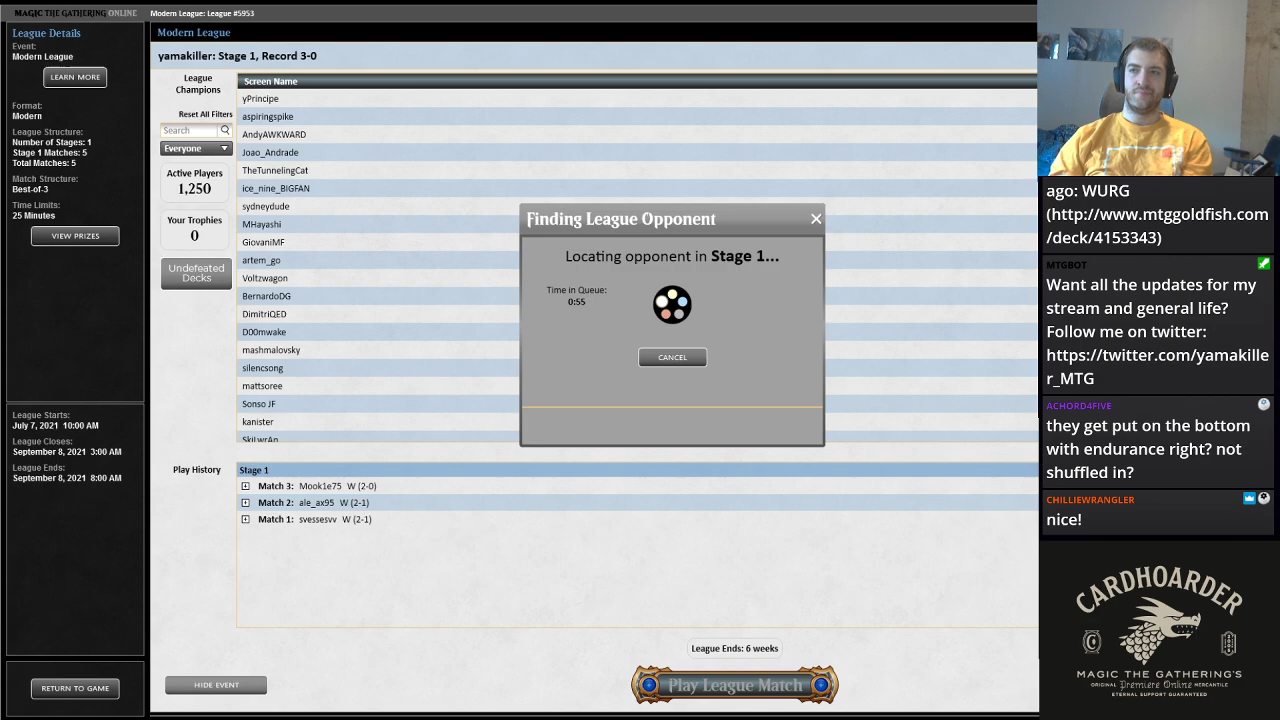 MAGIC THE GATHERING ONLINE
Modern League: League #5953
League Details
Event:
Modern League
LEARN MORE
Format:
Modern
League Structure:
Number of Stages: 1
Stage 1 Matches: 5
Total Matches: 5
Match Structure:
Best-of-3
Time Limits:
25 Minutes
VIEW PRIZES
League Starts:
July 7, 2021 10:00 AM
League Closes:
September 8, 2021 3:00 AM
League Ends:
September 8, 2021 8:00 AM
RETURN TO GAME
Modern League
yamakiller: Stage 1, Record 3-0
League
Champions
Reset All Filters
Search
Everyone
Active Players
1,250
Your Trophies
0
Undefeated
Decks
Screen Name
yPrincipe
aspiringspike
AndyAWKWARD
Joao_Andrade
TheTunnelingCat
ice_nine_BIGFAN
sydneydude
MHayashi
GiovaniMF
artem_go
Voltzwagon
BernardoDG
DimitriQED
D00mwake
mashmalovsky
silencsong
mattsoree
Sonso JF
kanister
SkiLwrAn
Finding League Opponent
Locating opponent in Stage 1...
Time in Queue:
0:55
CANCEL
Play History
Stage 1
Match 3: Mook1e75 W (2-0)
Match 2: ale_ax95 W (2-1)
Match 1: svessesvv W (2-1)
League Ends: 6 weeks
HIDE EVENT
Play League Match
ago: WURG
(http://www.mtggoldfish.com
/deck/4153343)
MTGBOT
Want all the updates for my
stream and general life?
Follow me on twitter:
https://twitter.com/yamakille
r_MTG
ACHORD4FIVE
they get put on the bottom
with endurance right? not
shuffled in?
CHILLIEWRANGLER
nice!
CARDHOARDER
MAGIC THE GATHERING'S
ORIGINAL Premiere Online MERCANTILE
ETERNAL SUPPORT GUARANTEED